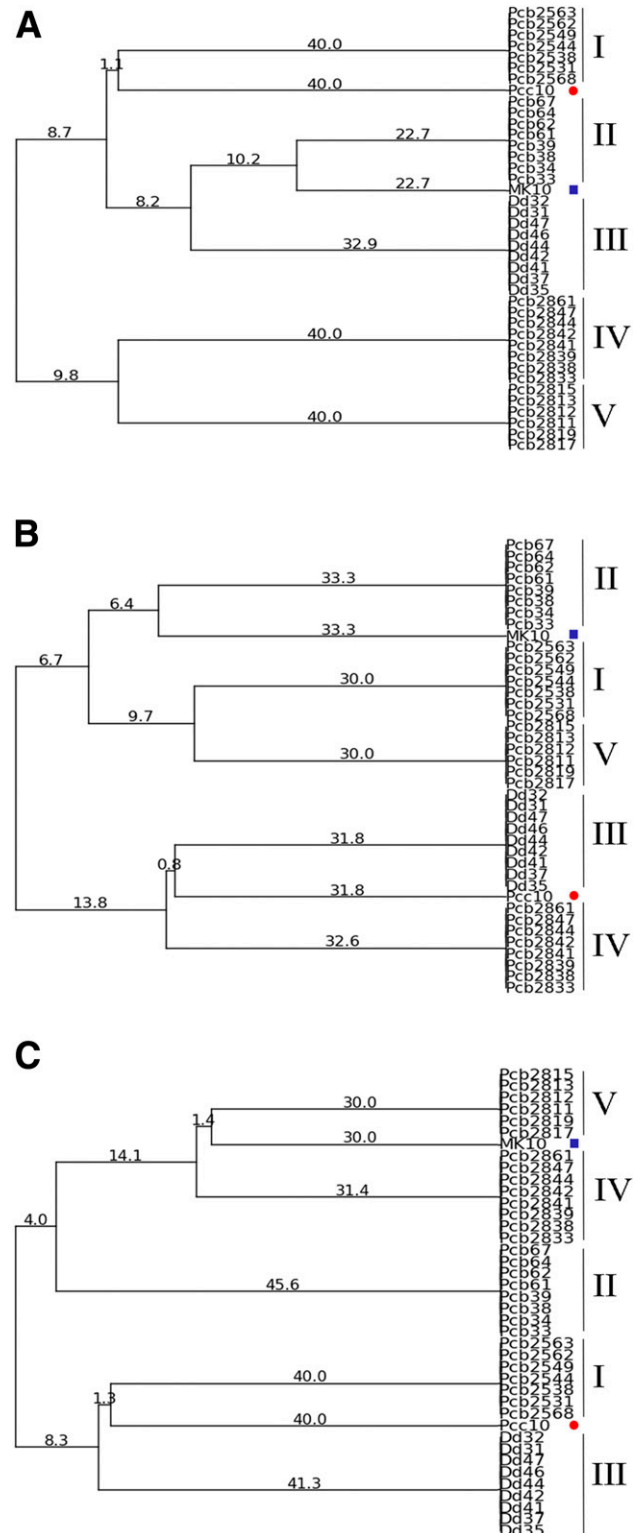 A
Pcb2563
Pcb2562
Pcb2549
Pcb2544
Pcb2538
Pcb2531
Pcb2568
I
40.0
1.1
40.0
Pcc10
8.7
Pcb67
Pcb64
Pcb62
Pcb61
Pcb39
Pcb38
Pcb34
Pcb33
II
22.7
10.2
22.7
MK10
8.2
Dd32
Dd31
Dd47
Dd46
Dd44
Dd42
Dd41
Dd37
Dd35
III
32.9
Pcb2861
Pcb2847
Pcb2844
Pcb2842
Pcb2841
Pcb2839
Pcb2838
Pcb2833
IV
40.0
9.8
Pcb2815
Pcb2813
Pcb2812
Pcb2811
Pcb2819
Pcb2817
V
40.0
B
Pcb67
Pcb64
Pcb62
Pcb61
Pcb39
Pcb38
Pcb34
Pcb33
II
33.3
6.4
33.3
MK10
6.7
Pcb2563
Pcb2562
Pcb2549
Pcb2544
Pcb2538
Pcb2531
Pcb2568
I
30.0
9.7
Pcb2815
Pcb2813
Pcb2812
Pcb2811
Pcb2819
Pcb2817
V
30.0
Dd32
Dd31
Dd47
Dd46
Dd44
Dd42
Dd41
Dd37
Dd35
III
31.8
0.8
31.8
Pcc10
13.8
Pcb2861
Pcb2847
Pcb2844
Pcb2842
Pcb2841
Pcb2839
Pcb2838
Pcb2833
IV
32.6
C
Pcb2815
Pcb2813
Pcb2812
Pcb2811
Pcb2819
Pcb2817
V
30.0
1.4
30.0
MK10
14.1
Pcb2861
Pcb2847
Pcb2844
Pcb2842
Pcb2841
Pcb2839
Pcb2838
Pcb2833
IV
31.4
4.0
Pcb67
Pcb64
Pcb62
Pcb61
Pcb39
Pcb38
Pcb34
Pcb33
II
45.6
Pcb2563
Pcb2562
Pcb2549
Pcb2544
Pcb2538
Pcb2531
Pcb2568
I
40.0
1.3
40.0
Pcc10
8.3
Dd32
Dd31
Dd47
Dd46
Dd44
Dd42
Dd41
Dd37
Dd35
III
41.3